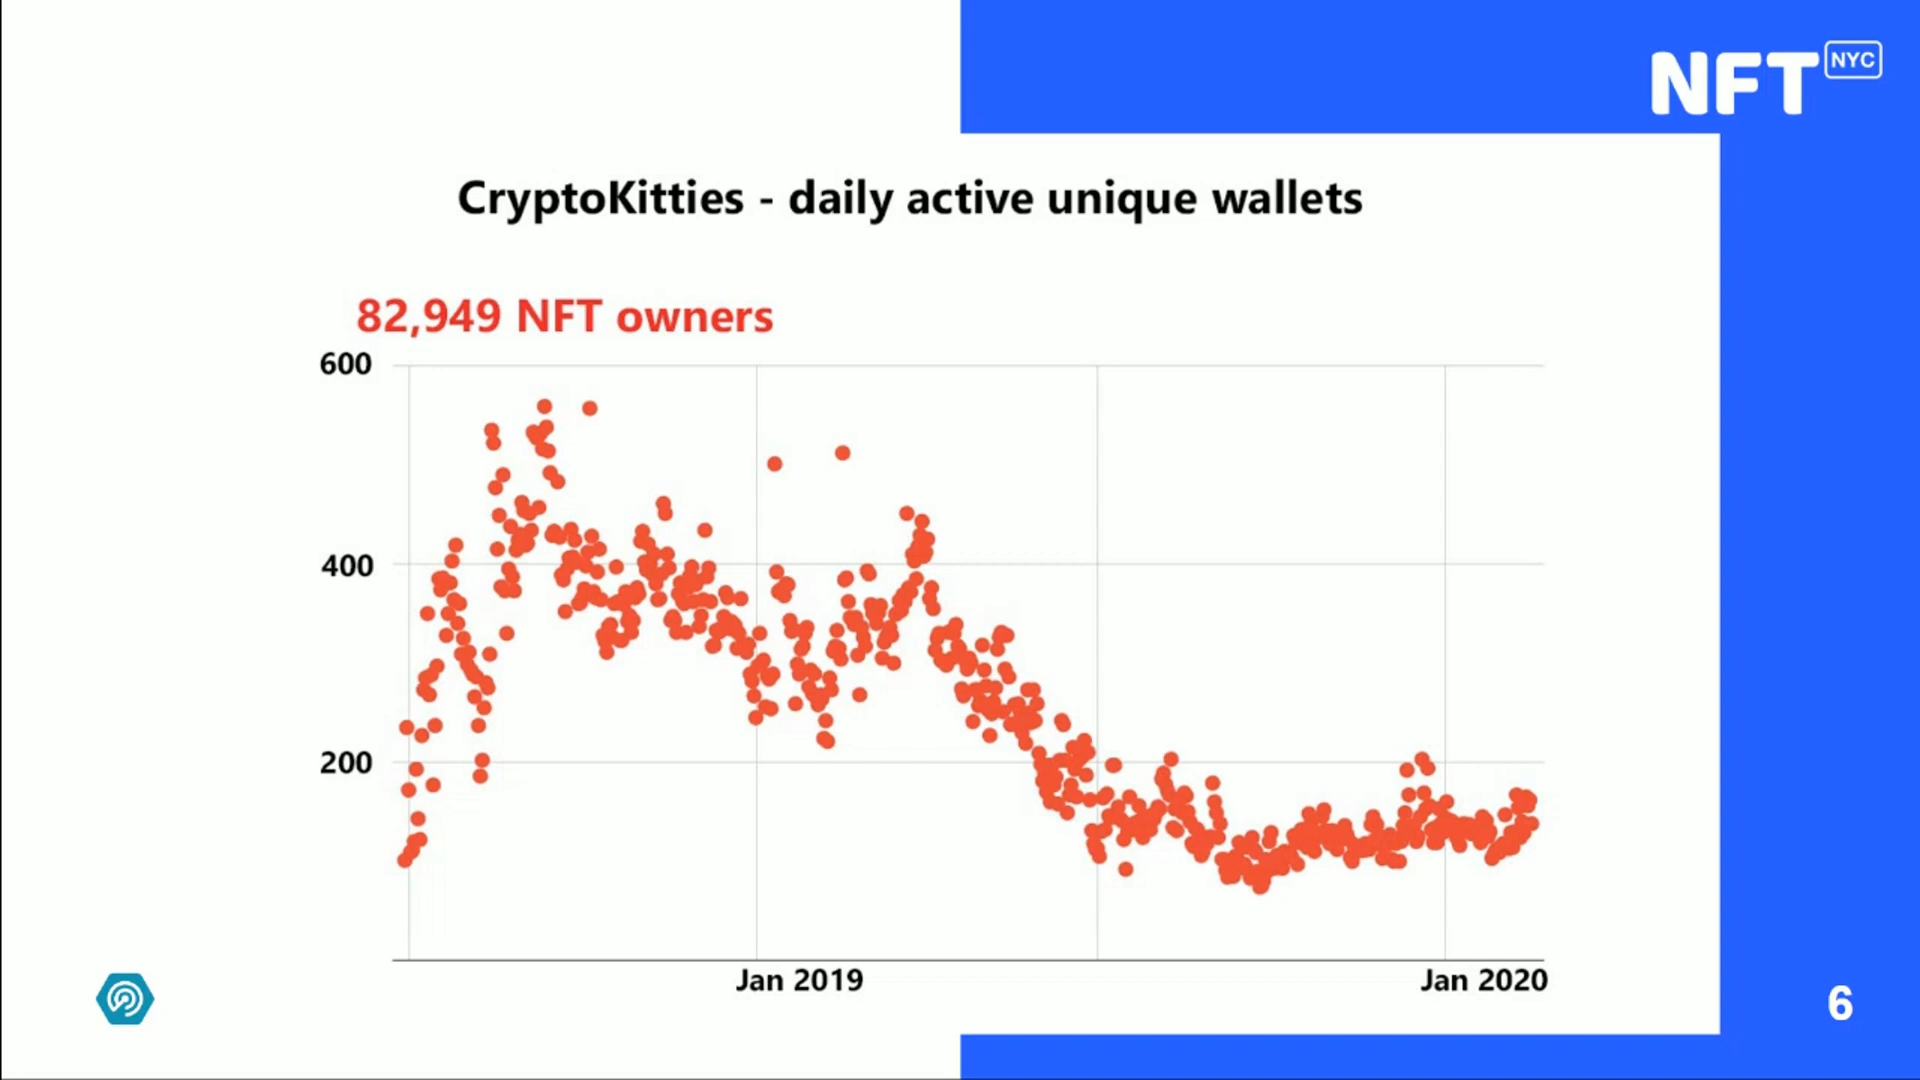 NFT NYC
CryptoKitties - daily active unique wallets
82,949 NFT owners
600
400
200
Jan 2019
Jan 2020
6